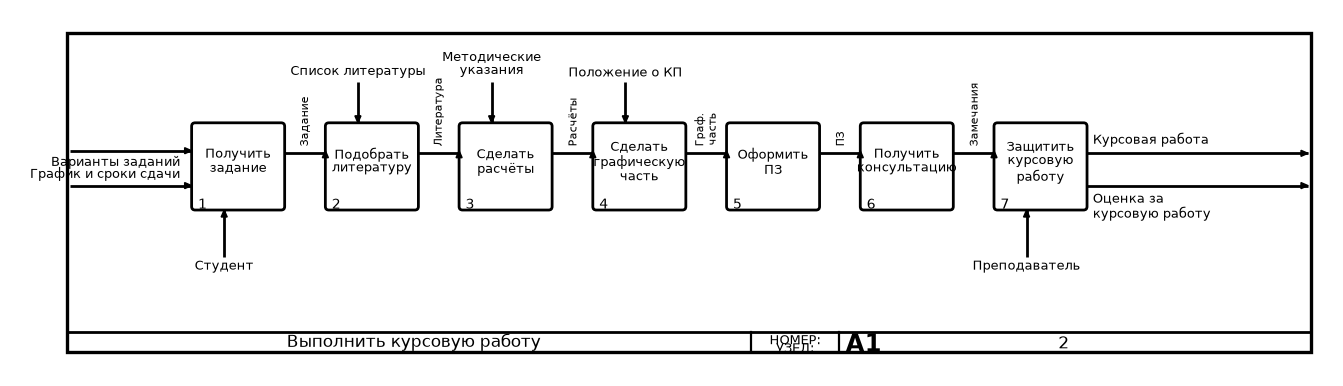 Методические
указания
Список литературы
Положение о КП
Задание
Литература
Расчёты
Граф.
часть
ПЗ
Замечания
Варианты заданий
График и сроки сдачи
Получить
задание
1
Подобрать
литературу
2
Сделать
расчёты
3
Сделать
графическую
часть
4
Оформить
ПЗ
5
Получить
консультацию
6
Защитить
курсовую
работу
7
Курсовая работа
Оценка за
курсовую работу
Студент
Преподаватель
Выполнить курсовую работу
НОМЕР:
УЗЕЛ:
А1
2